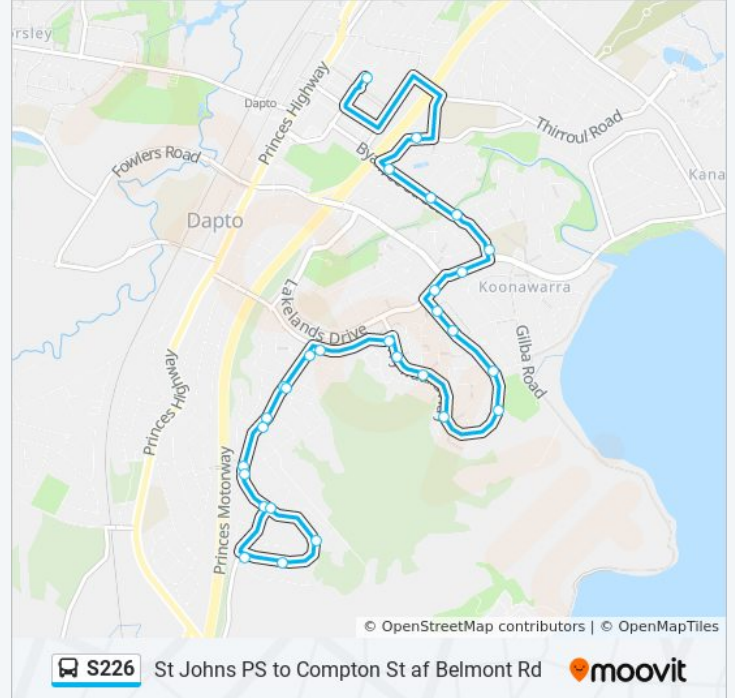 orsley
Princes Highway
Dapto
Thirroul Road
Fowlers Road
Kana
Dapto
Koonawarra
Lakelands Drive
Gilba Road
Princes Highway
Princes Motorway
© OpenStreetMap contributors | © OpenMapTiles
S226 St Johns PS to Compton St af Belmont Rd moovit